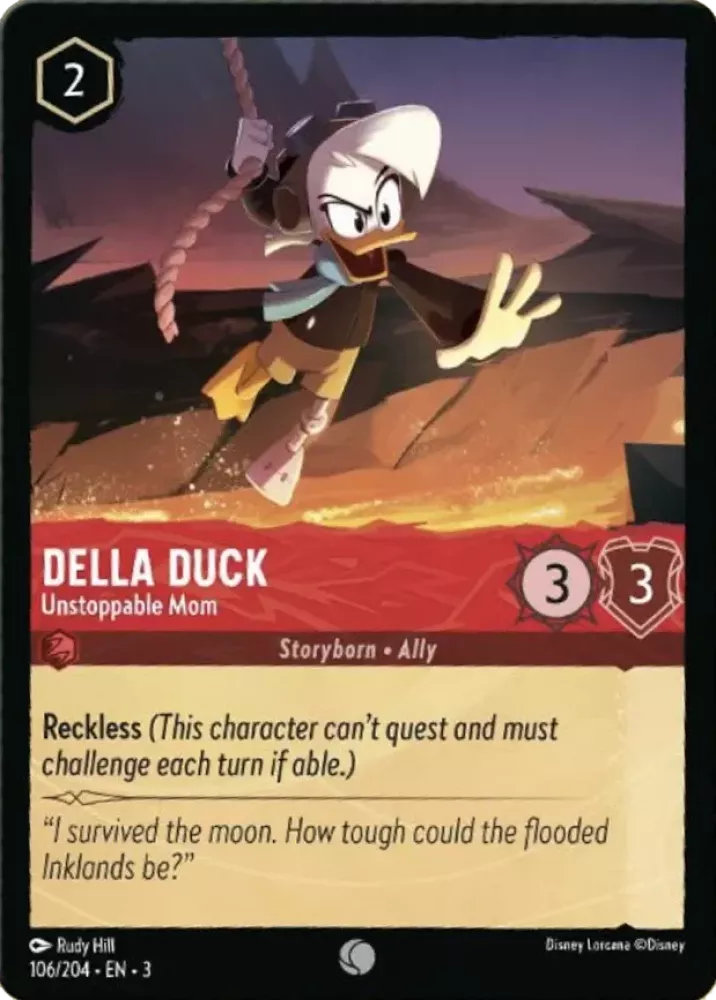 2
DELLA DUCK
Unstoppable Mom
3
3
Storyborn • Ally
Reckless (This character can't quest and must
challenge each turn if able.)
"I survived the moon. How tough could the flooded
Inklands be?"
Rudy Hill
106/204 • EN • 3
Disney Lorcana ©Disney